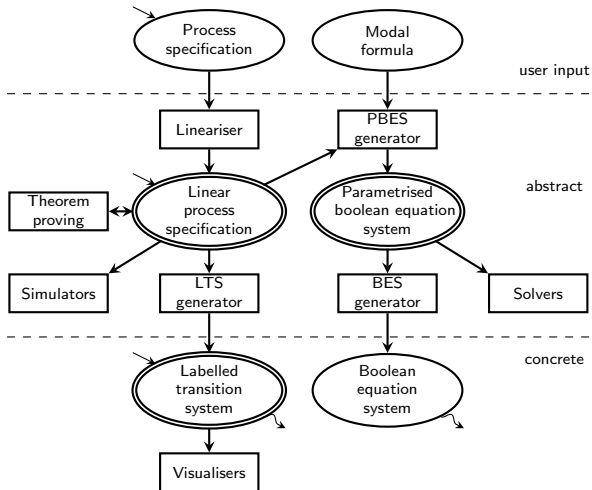 Process
specification
Modal
formula
user input
Lineariser
PBES
generator
abstract
Theorem
proving
Linear
process
specification
Parametrised
boolean equation
system
Simulators
LTS
generator
BES
generator
Solvers
concrete
Labelled
transition
system
Boolean
equation
system
Visualisers